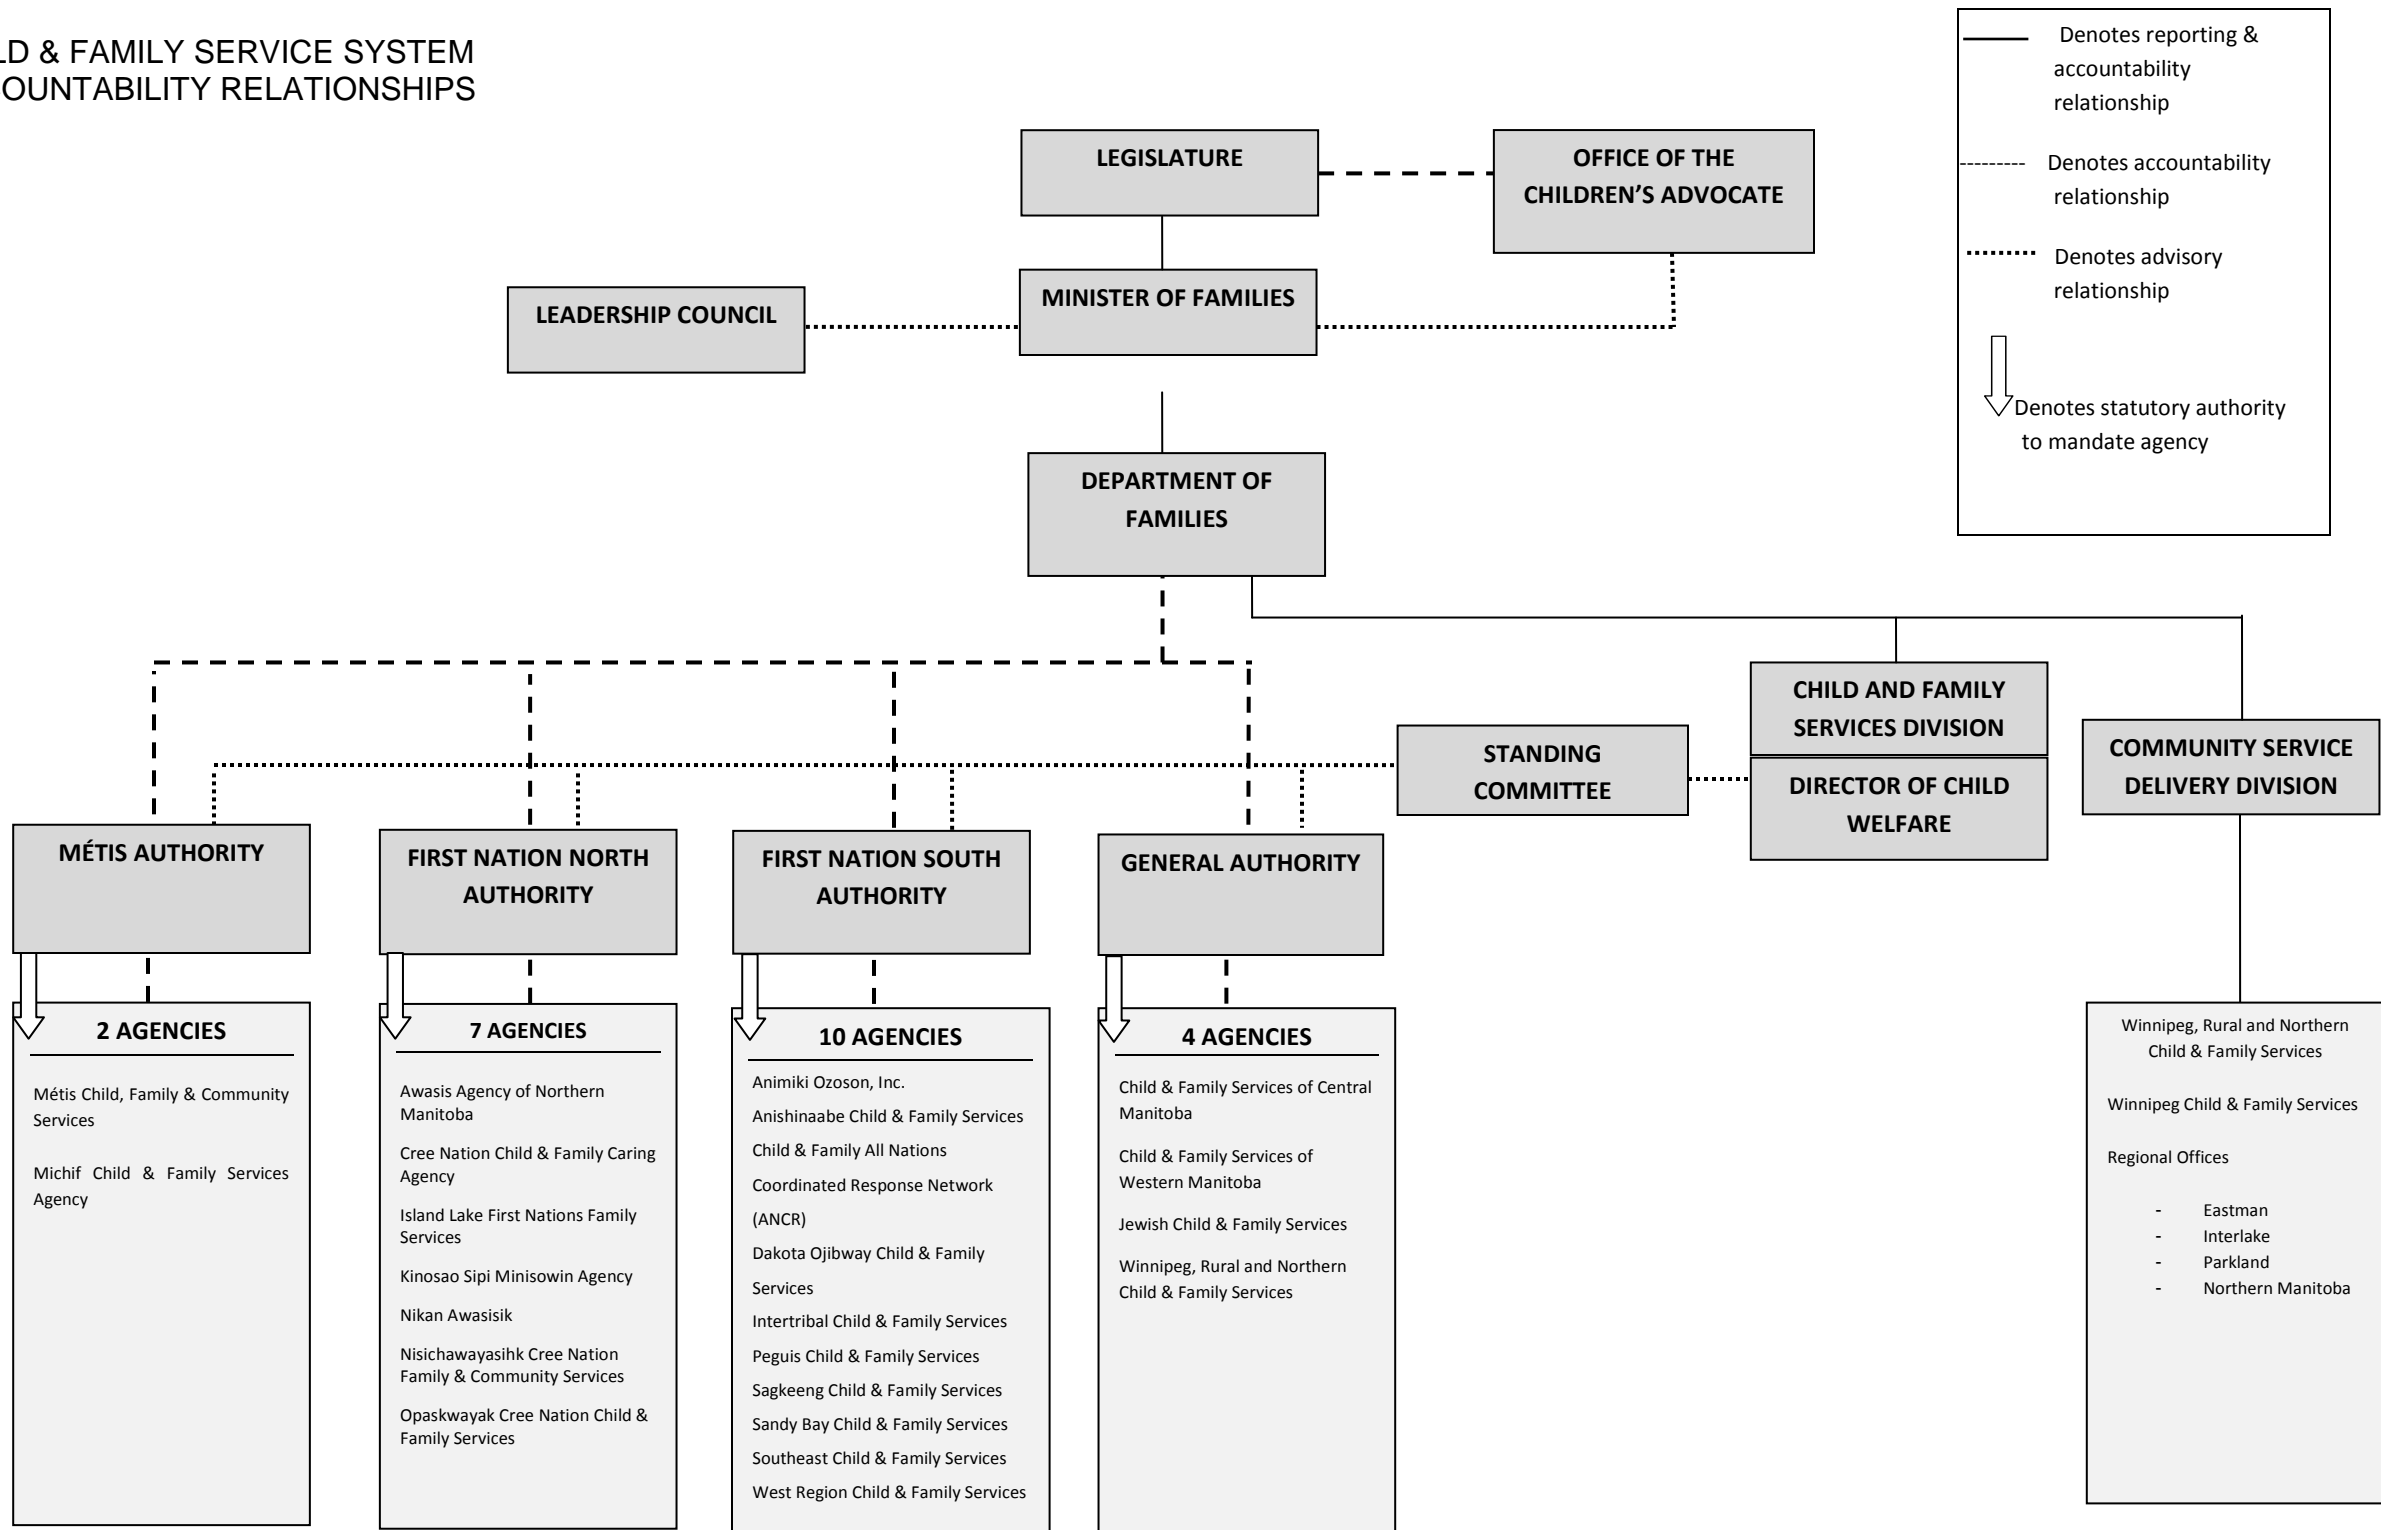 LD & FAMILY SERVICE SYSTEM
OUNTABILITY RELATIONSHIPS
Denotes reporting &
accountability
relationship
Denotes accountability
relationship
Denotes advisory
relationship
Denotes statutory authority
to mandate agency
LEGISLATURE
OFFICE OF THE
CHILDREN’S ADVOCATE
LEADERSHIP COUNCIL
MINISTER OF FAMILIES
DEPARTMENT OF
FAMILIES
STANDING
COMMITTEE
CHILD AND FAMILY
SERVICES DIVISION
DIRECTOR OF CHILD
WELFARE
COMMUNITY SERVICE
DELIVERY DIVISION
MÉTIS AUTHORITY
FIRST NATION NORTH
AUTHORITY
FIRST NATION SOUTH
AUTHORITY
GENERAL AUTHORITY
2 AGENCIES
Métis Child, Family & Community
Services
Michif Child & Family Services
Agency
7 AGENCIES
Awasis Agency of Northern
Manitoba
Cree Nation Child & Family Caring
Agency
Island Lake First Nations Family
Services
Kinosao Sipi Minisowin Agency
Nikan Awasisik
Nisichawayasihk Cree Nation
Family & Community Services
Opaskwayak Cree Nation Child &
Family Services
10 AGENCIES
Animiki Ozoson, Inc.
Anishinaabe Child & Family Services
Child & Family All Nations
Coordinated Response Network
(ANCR)
Dakota Ojibway Child & Family
Services
Intertribal Child & Family Services
Peguis Child & Family Services
Sagkeeng Child & Family Services
Sandy Bay Child & Family Services
Southeast Child & Family Services
West Region Child & Family Services
4 AGENCIES
Child & Family Services of Central
Manitoba
Child & Family Services of
Western Manitoba
Jewish Child & Family Services
Winnipeg, Rural and Northern
Child & Family Services
Winnipeg, Rural and Northern
Child & Family Services
Winnipeg Child & Family Services
Regional Offices
- Eastman
- Interlake
- Parkland
- Northern Manitoba